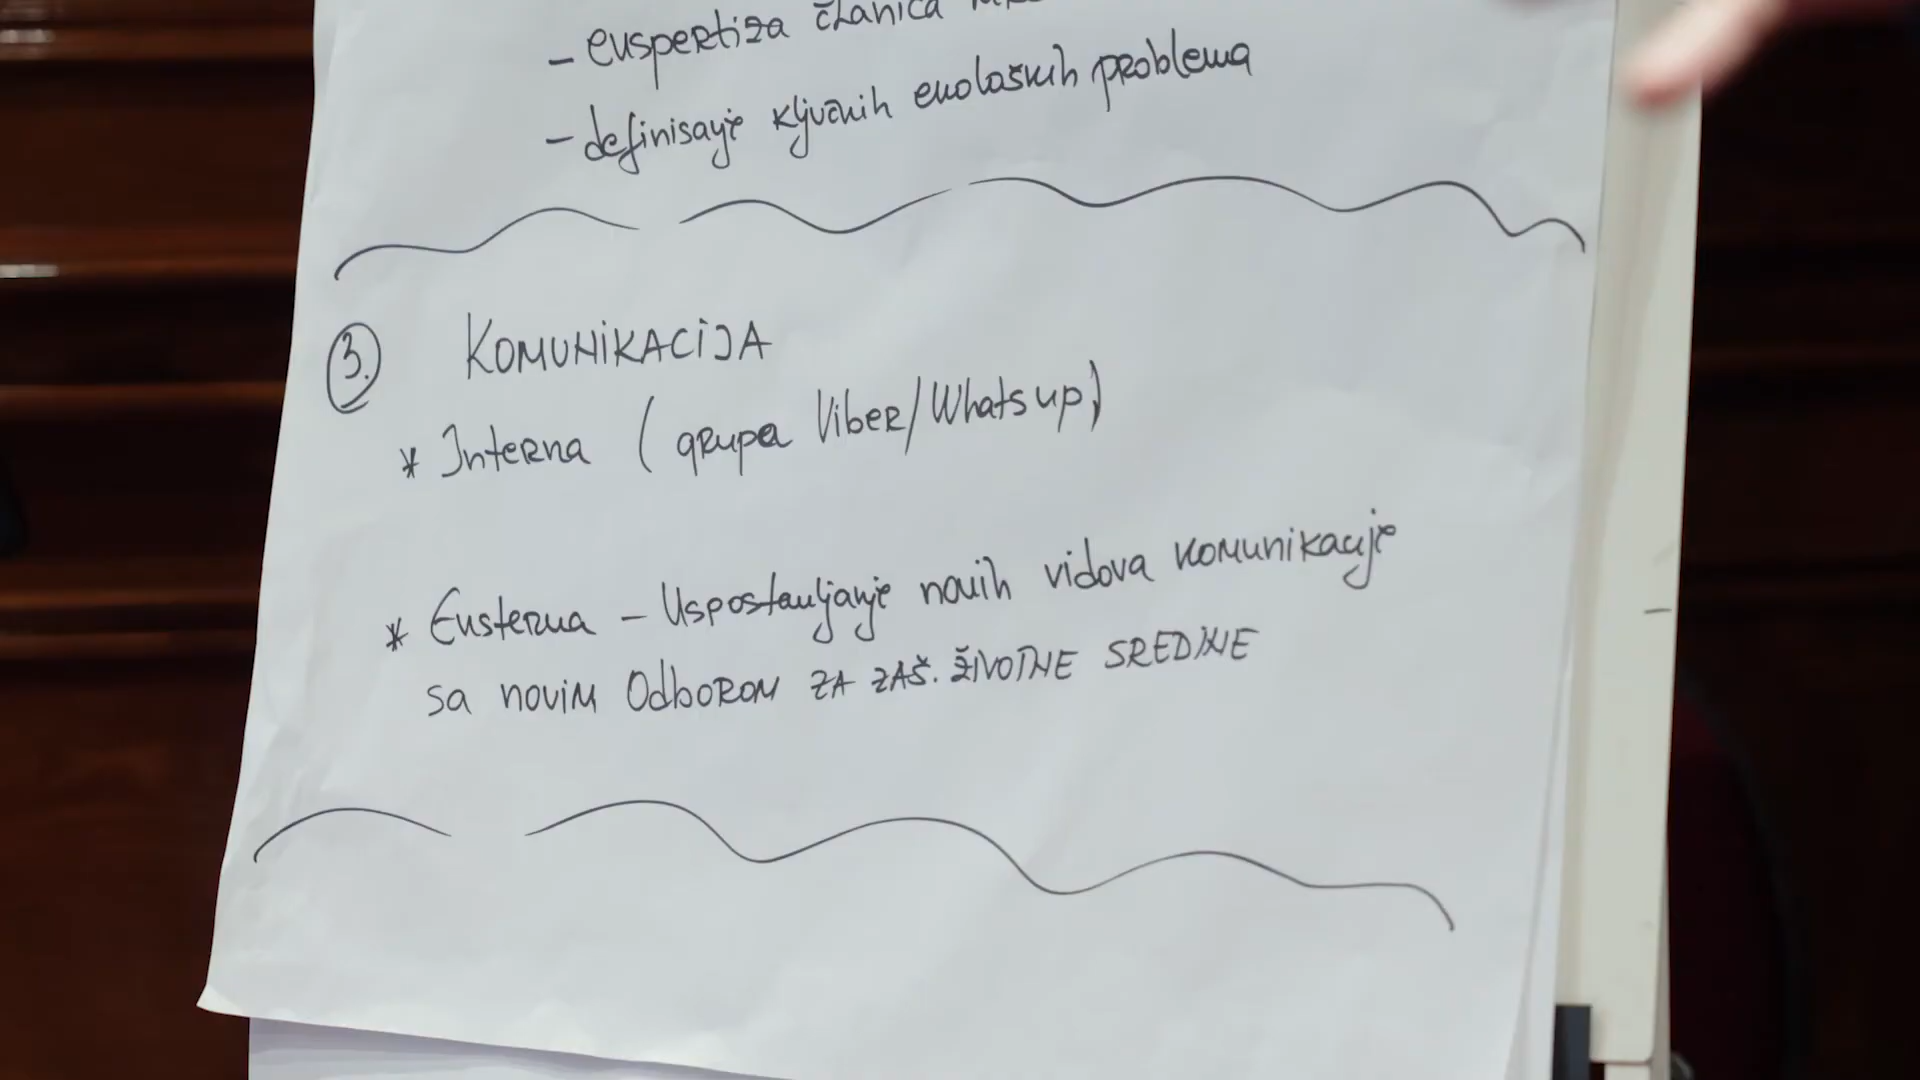 - ekspertiza članica
- definisanje ključnih ekoloških problema
3. KOMUNIKACIJA
* Interna (grupa Viber/Whatsup)
* Eksterna - Uspostavljanje novih vidova komunikacije
sa novim Odborom ZA ZAŠ. ŽIVOTNE SREDINE